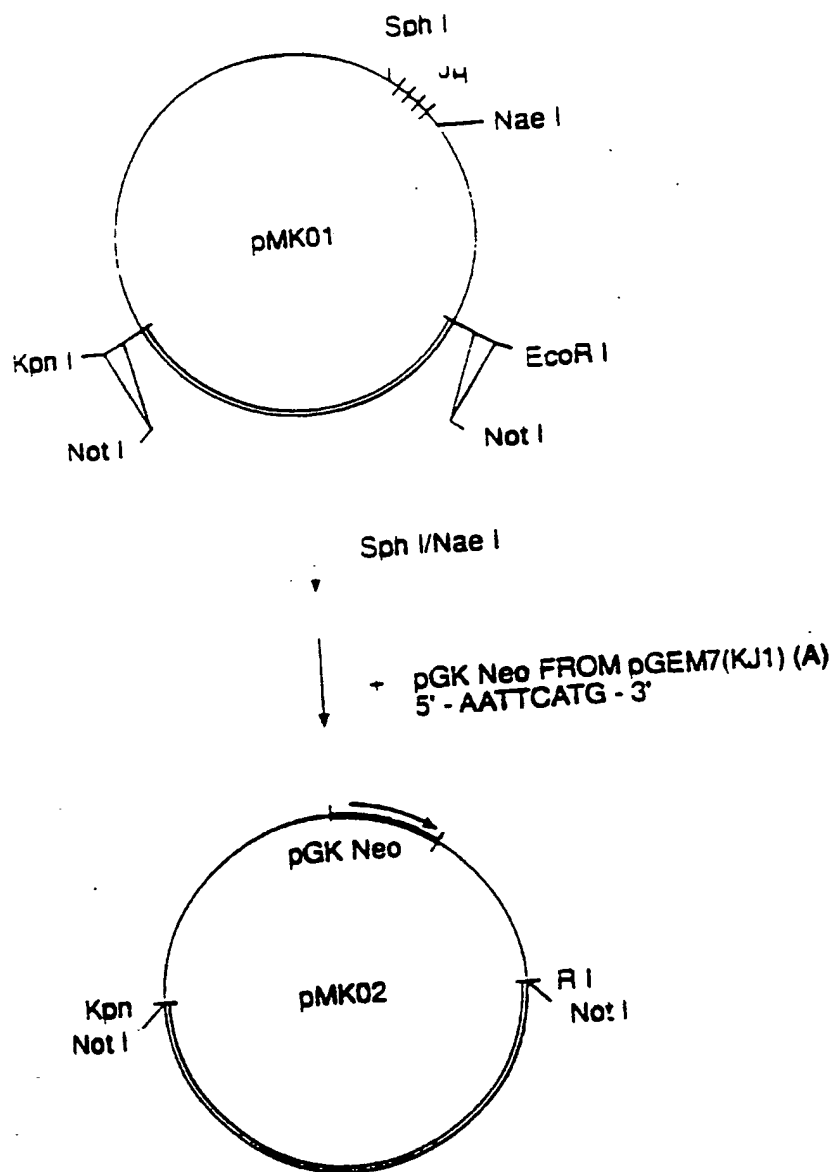 Sph I
JH
Nae I
pMK01
Kpn I
EcoR I
Not I
Not I
Sph I/Nae I
+ pGK Neo FROM pGEM7(KJ1) (A)
5' - AATTCATG - 3'
pGK Neo
pMK02
Kpn
Not I
R I
Not I